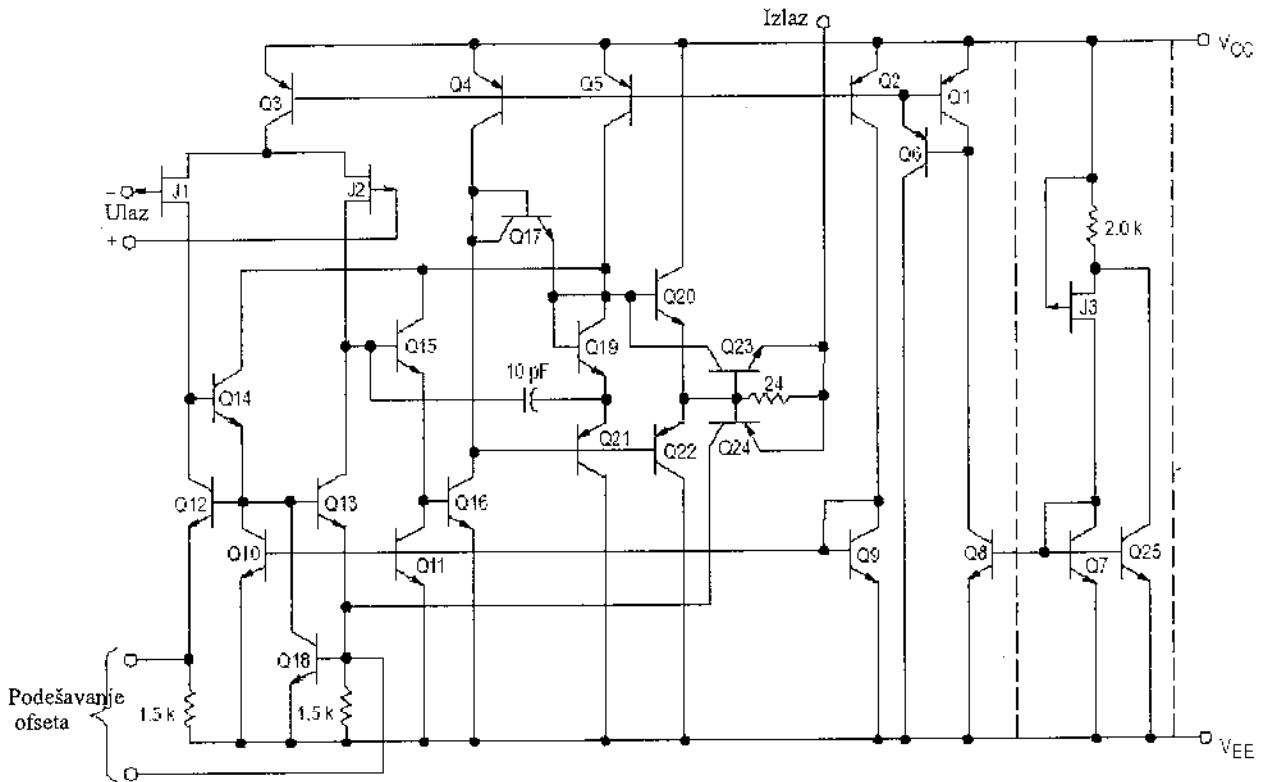 Izlaz
VCC
Q3
Q4
Q5
Q2
Q1
Q6
−
J1
J2
Ulaz
+
Q17
2.0 k
J3
Q20
Q15
Q19
Q23
10 pF
24
Q14
Q21
Q22
Q24
Q12
Q13
Q16
Q10
Q11
Q9
Q8
Q7
Q25
Q18
Podešavanje
ofseta
1.5 k
1.5 k
VEE